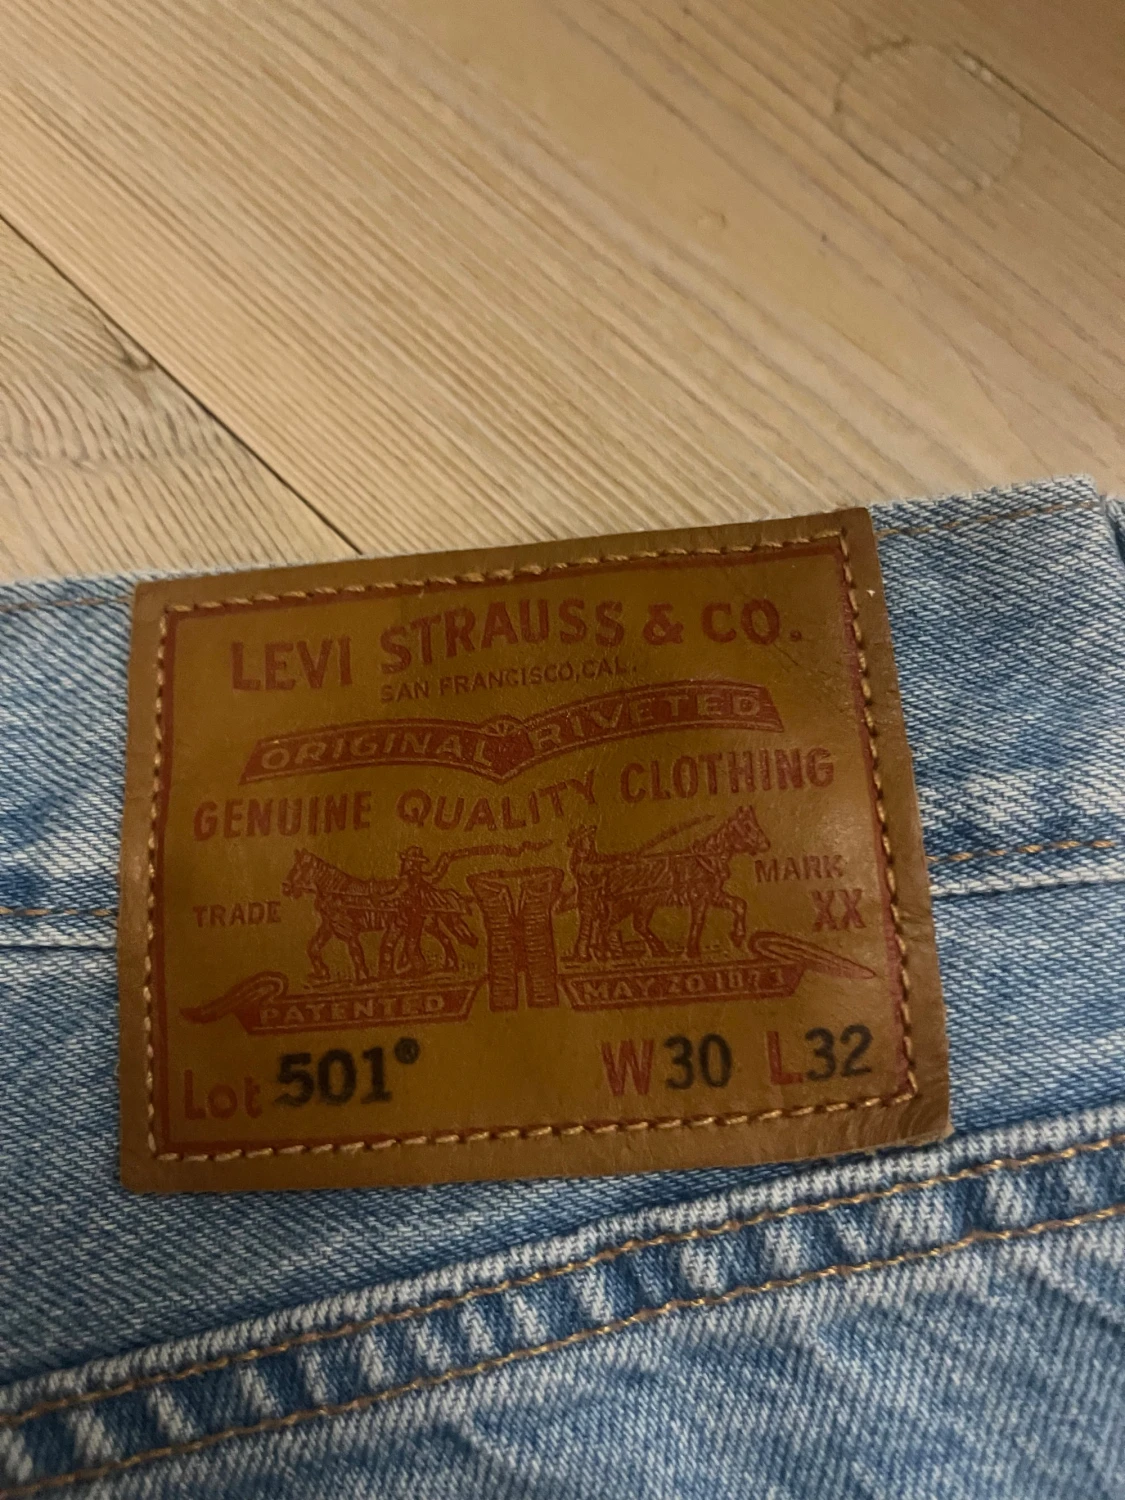 LEVI STRAUSS & CO.
SAN FRANCISCO, CAL.
ORIGINAL RIVETED
GENUINE QUALITY CLOTHING
TRADE MARK
XX
PATENTED MAY 20 1873
Lot 501® W30 L32